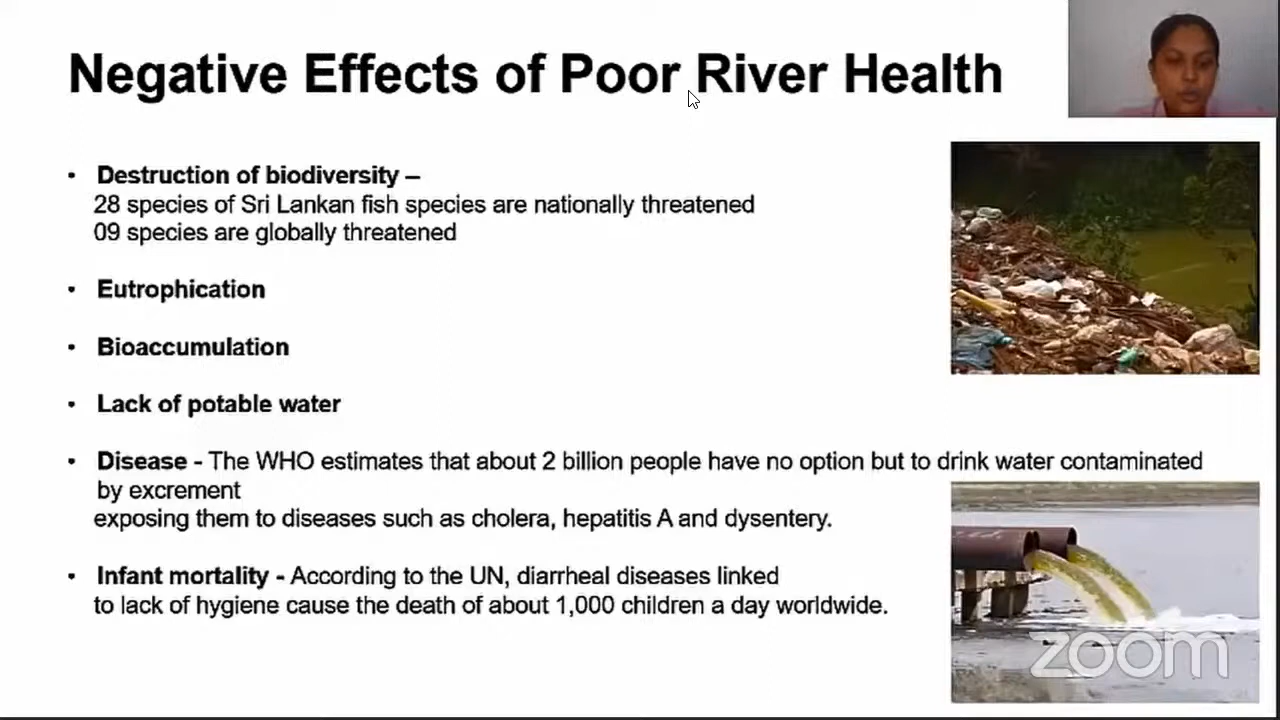 Negative Effects of Poor River Health
• Destruction of biodiversity –
28 species of Sri Lankan fish species are nationally threatened
09 species are globally threatened
• Eutrophication
• Bioaccumulation
• Lack of potable water
• Disease - The WHO estimates that about 2 billion people have no option but to drink water contaminated
by excrement
exposing them to diseases such as cholera, hepatitis A and dysentery.
• Infant mortality - According to the UN, diarrheal diseases linked
to lack of hygiene cause the death of about 1,000 children a day worldwide.
zoom